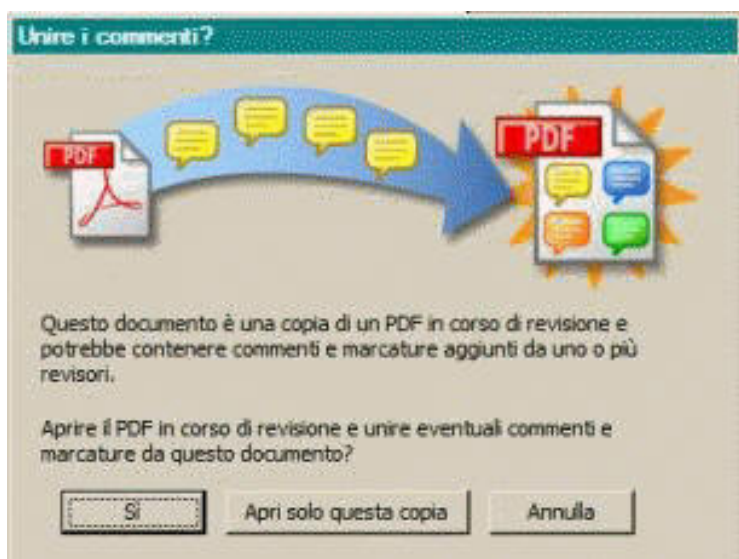 Unire i commenti?
PDF
PDF
Questo documento è una copia di un PDF in corso di revisione e
potrebbe contenere commenti e marcature aggiunti da uno o più
revisori.
Aprire il PDF in corso di revisione e unire eventuali commenti e
marcature da questo documento?
Sì
Apri solo questa copia
Annulla